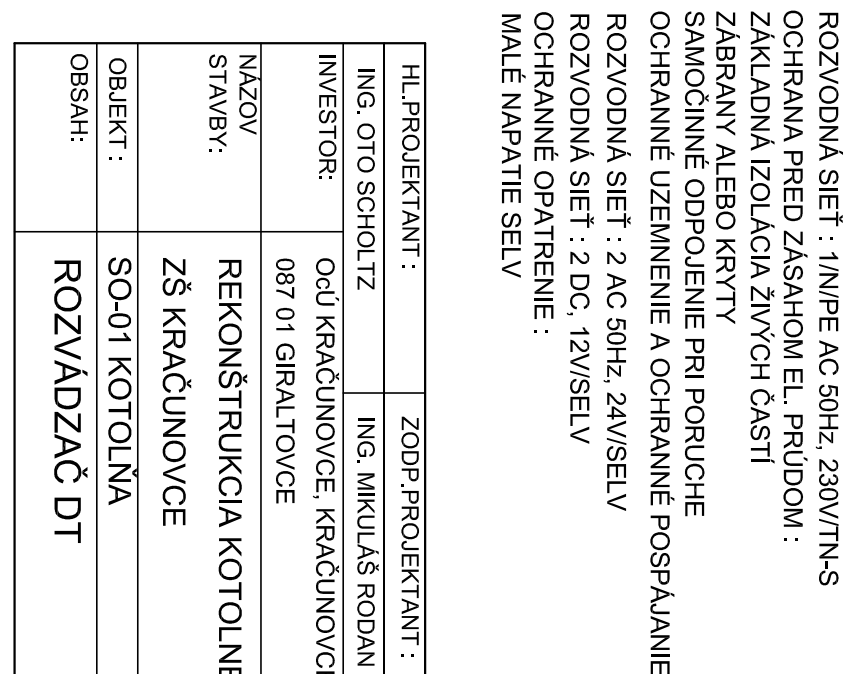 ROZVODNÁ SIEŤ : 1/N/PE AC 50Hz, 230V/TN-S
OCHRANA PRED ZÁSAHOM EL. PRÚDOM :
ZÁKLADNÁ IZOLÁCIA ŽIVÝCH ČASTÍ
ZÁBRANY ALEBO KRYTY
SAMOČINNÉ ODPOJENIE PRI PORUCHE
OCHRANNÉ UZEMNENIE A OCHRANNÉ POSPÁJANIE
ROZVODNÁ SIEŤ : 2 AC 50Hz, 24V/SELV
ROZVODNÁ SIEŤ : 2 DC, 12V/SELV
OCHRANNÉ OPATRENIE :
MALÉ NAPATIE SELV
HL.PROJEKTANT : ZODP.PROJEKTANT :
ING. OTO SCHOLTZ ING. MIKULÁŠ RODAN
INVESTOR: OcÚ KRAČUNOVCE, KRAČUNOVCE
087 01 GIRALTOVCE
NÁZOV STAVBY: REKONŠTRUKCIA KOTOLNE
ZŠ KRAČUNOVCE
OBJEKT : SO-01 KOTOLŇA
OBSAH: ROZVÁDZAČ DT